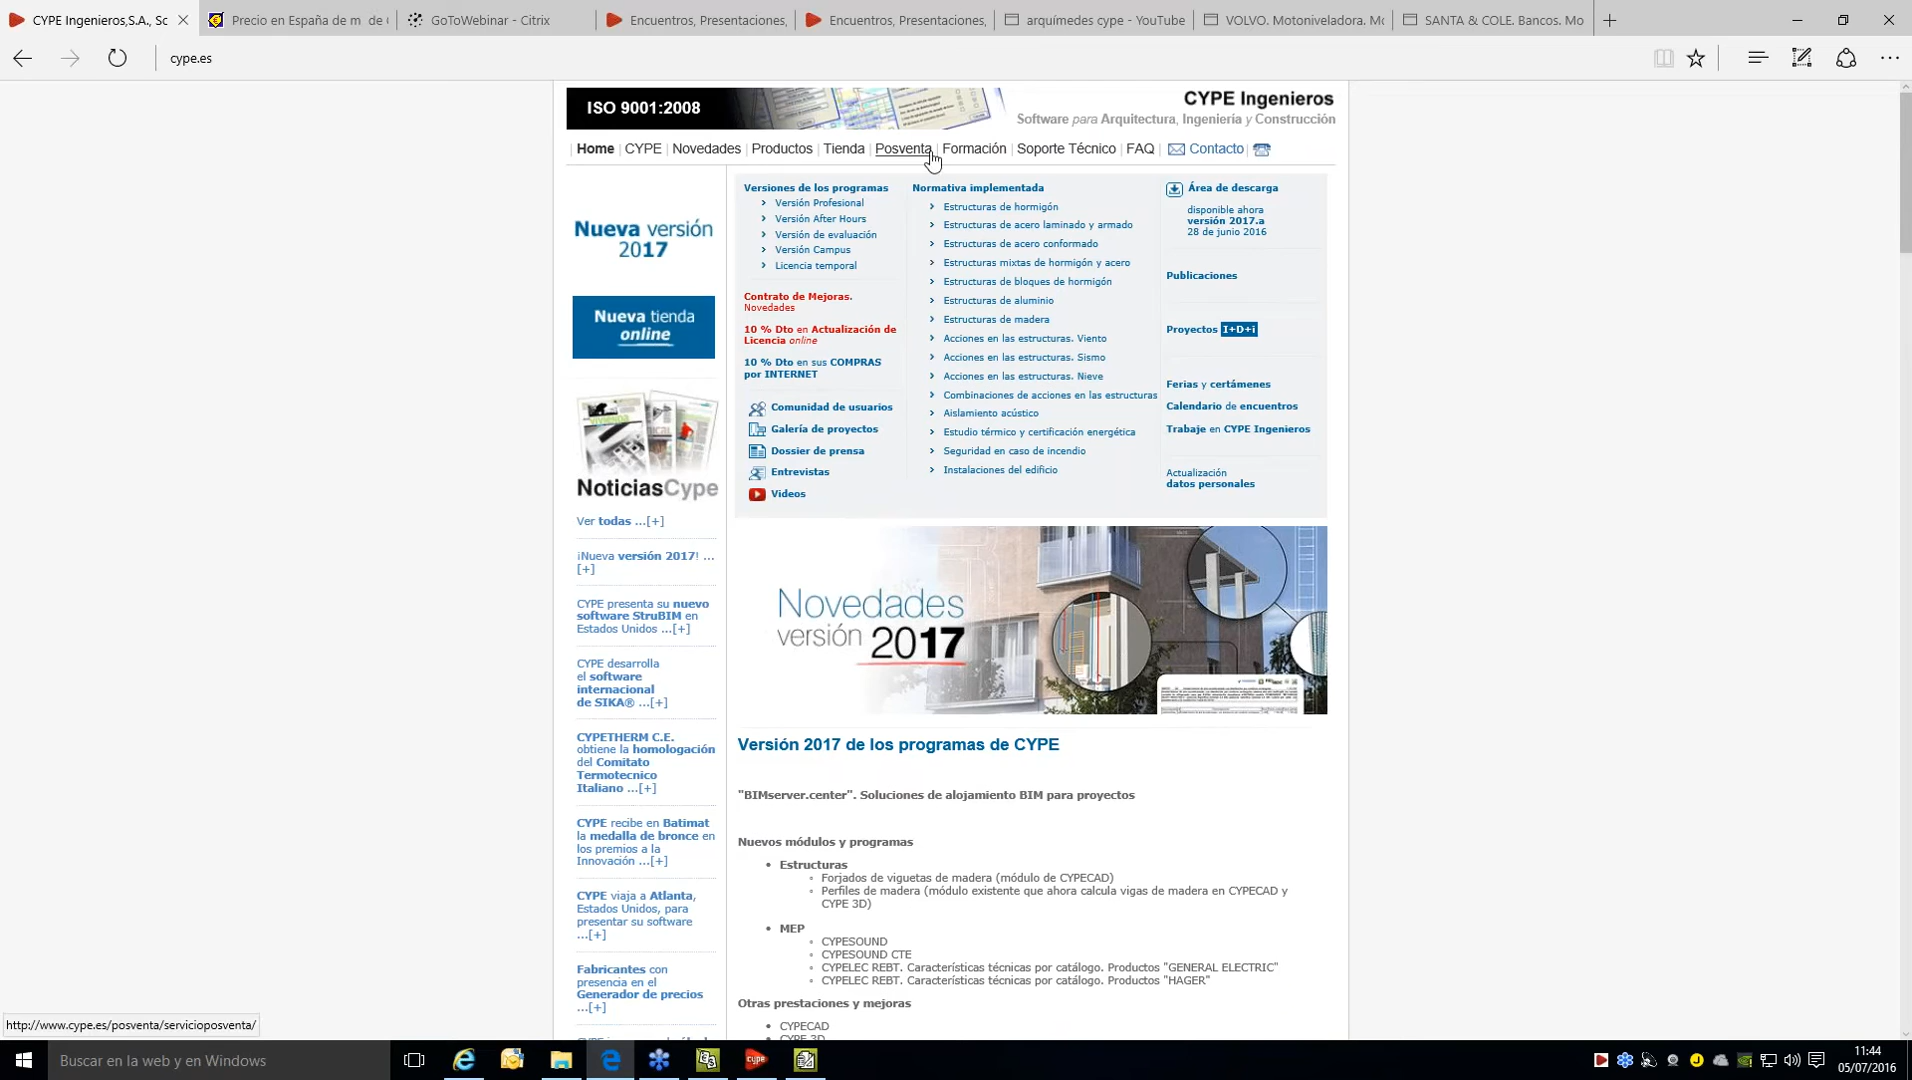 CYPE Ingenieros,S.A., Sc
Precio en España de m de C
GoToWebinar - Citrix
Encuentros, Presentaciones,
Encuentros, Presentaciones,
arquímedes cype - YouTube
VOLVO. Motoniveladora. Mo
SANTA & COLE. Bancos. Mo
cype.es
ISO 9001:2008
CYPE Ingenieros
Software para Arquitectura, Ingeniería y Construcción
| Home | CYPE | Novedades | Productos | Tienda | Posventa | Formación | Soporte Técnico | FAQ | Contacto |
Nueva versión
2017
Nueva tienda
online
NoticiasCype
Ver todas ...[+]
¡Nueva versión 2017! ...
[+]
CYPE presenta su nuevo
software StruBIM en
Estados Unidos ...[+]
CYPE desarrolla
el software
internacional
de SIKA® ...[+]
CYPETHERM C.E.
obtiene la homologación
del Comitato
Termotecnico
Italiano ...[+]
CYPE recibe en Batimat
la medalla de bronce en
los premios a la
Innovación ...[+]
CYPE viaja a Atlanta,
Estados Unidos, para
presentar su software
...[+]
Fabricantes con
presencia en el
Generador de precios
...[+]
Versiones de los programas
Versión Profesional
Versión After Hours
Versión de evaluación
Versión Campus
Licencia temporal
Contrato de Mejoras.
Novedades
10 % Dto en Actualización de
Licencia online
10 % Dto en sus COMPRAS
por INTERNET
Comunidad de usuarios
Galería de proyectos
Dossier de prensa
Entrevistas
Videos
Normativa implementada
Estructuras de hormigón
Estructuras de acero laminado y armado
Estructuras de acero conformado
Estructuras mixtas de hormigón y acero
Estructuras de bloques de hormigón
Estructuras de aluminio
Estructuras de madera
Acciones en las estructuras. Viento
Acciones en las estructuras. Sismo
Acciones en las estructuras. Nieve
Combinaciones de acciones en las estructuras
Aislamiento acústico
Estudio térmico y certificación energética
Seguridad en caso de incendio
Instalaciones del edificio
Área de descarga
disponible ahora
versión 2017.a
28 de junio 2016
Publicaciones
Proyectos I+D+i
Ferias y certámenes
Calendario de encuentros
Trabaje en CYPE Ingenieros
Actualización
datos personales
Novedades
versión 2017
Versión 2017 de los programas de CYPE
"BIMserver.center". Soluciones de alojamiento BIM para proyectos
Nuevos módulos y programas
Estructuras
Forjados de viguetas de madera (módulo de CYPECAD)
Perfiles de madera (módulo existente que ahora calcula vigas de madera en CYPECAD y
CYPE 3D)
MEP
CYPESOUND
CYPESOUND CTE
CYPELEC REBT. Características técnicas por catálogo. Productos "GENERAL ELECTRIC"
CYPELEC REBT. Características técnicas por catálogo. Productos "HAGER"
Otras prestaciones y mejoras
CYPECAD
CYPE 3D
http://www.cype.es/posventa/servicioposventa/
Buscar en la web y en Windows
cype
11:44
05/07/2016